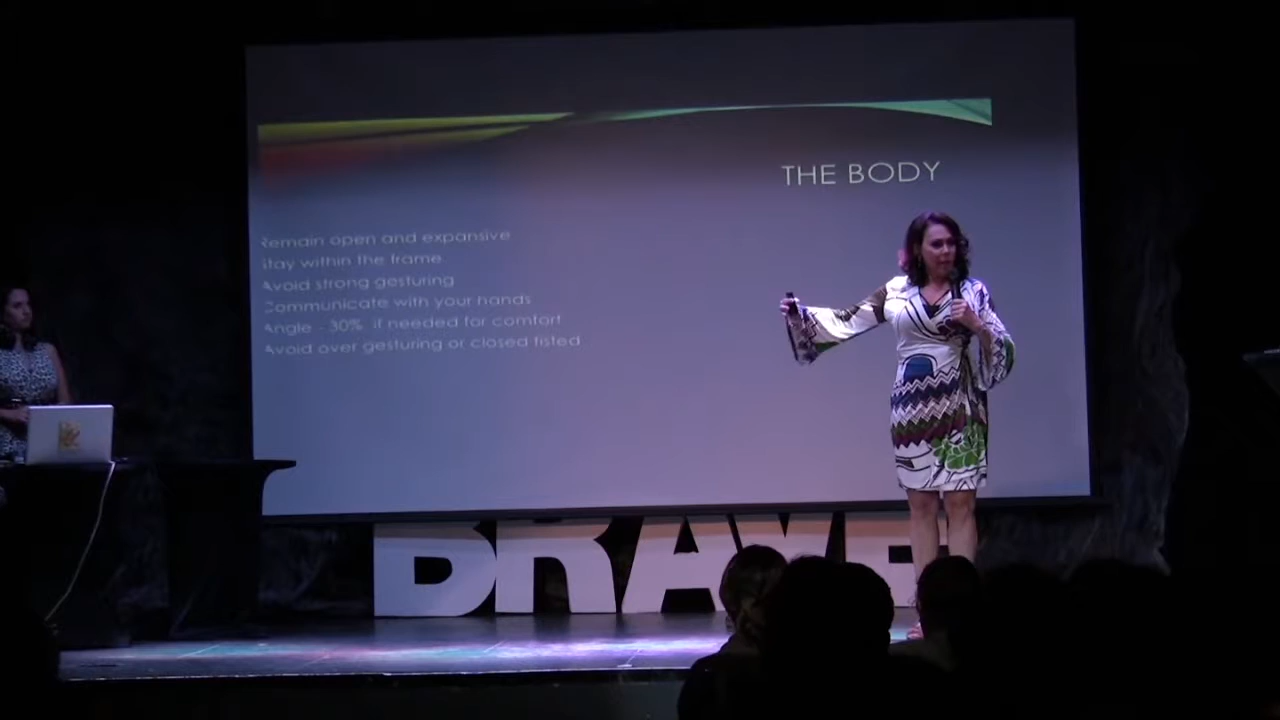 THE BODY
Remain open and expansive
Stay within the frame
Avoid strong gesturing
Communicate with your hands
Angle - 30% if needed for comfort
Avoid over gesturing or closed fisted
BRAVE